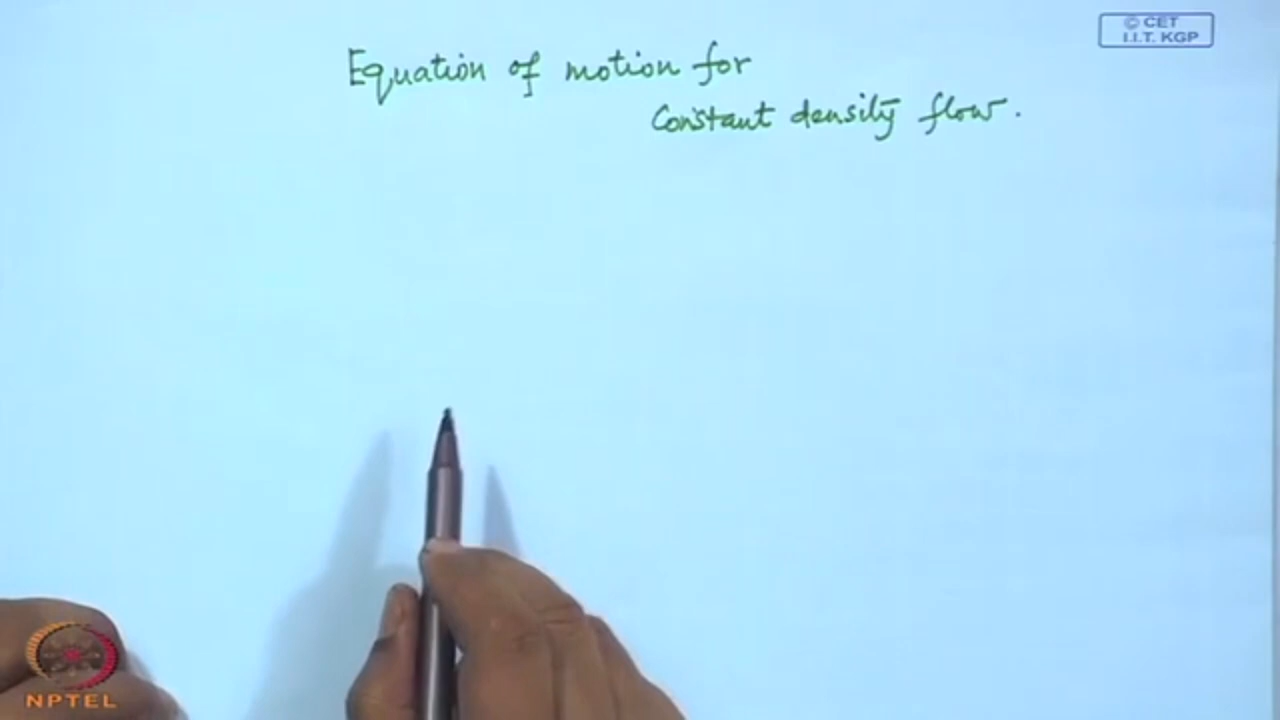 © CET
I.I.T. KGP
Equation of motion for
Constant density flow.
NPTEL